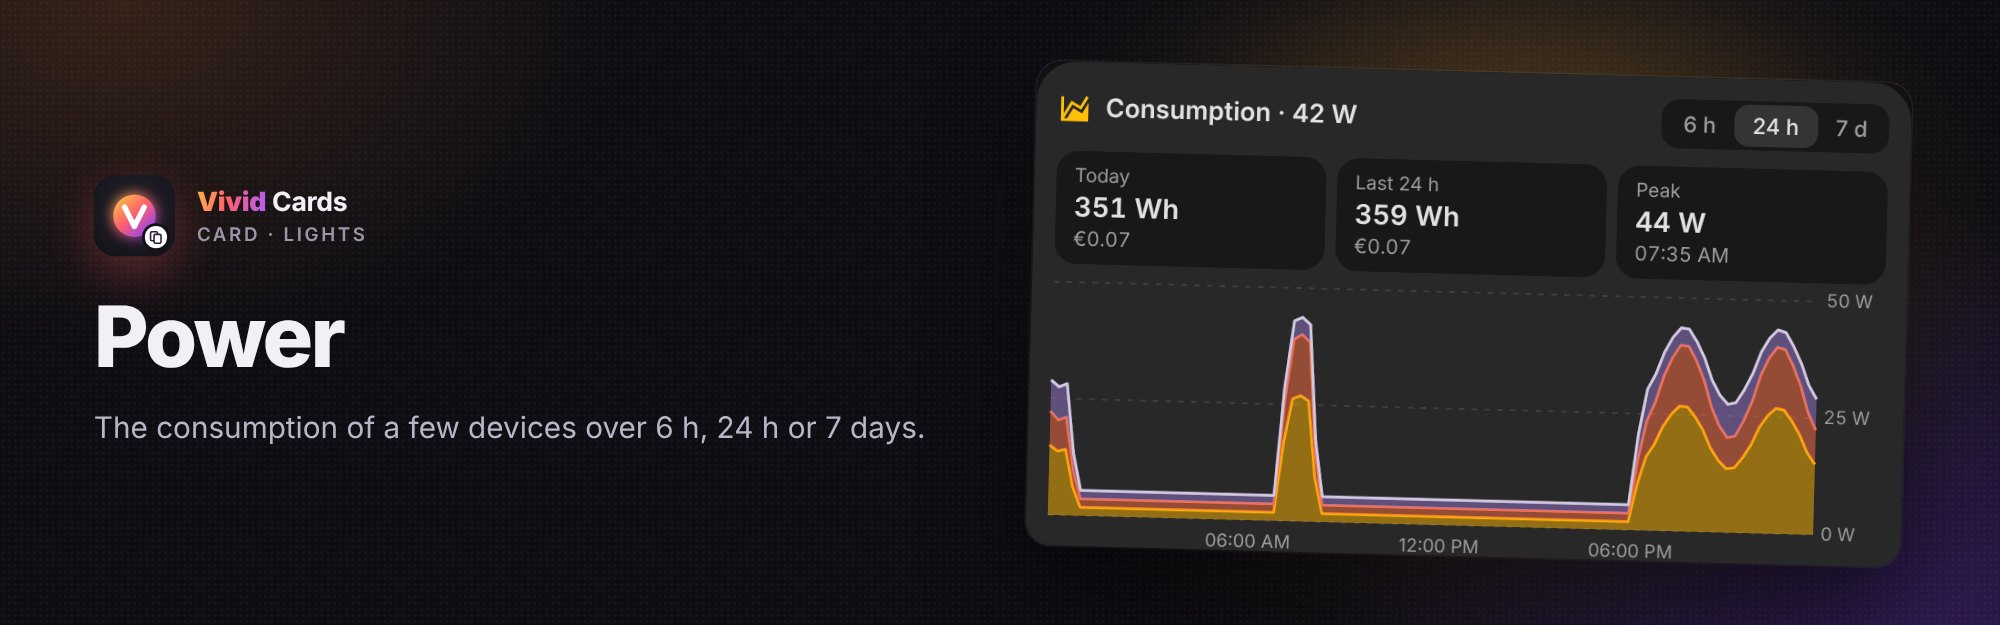 Vivid Cards
CARD · LIGHTS
Power
The consumption of a few devices over 6 h, 24 h or 7 days.
Consumption · 42 W
6 h 24 h 7 d
Today
351 Wh
€0.07
Last 24 h
359 Wh
€0.07
Peak
44 W
07:35 AM
50 W
25 W
0 W
06:00 AM 12:00 PM 06:00 PM